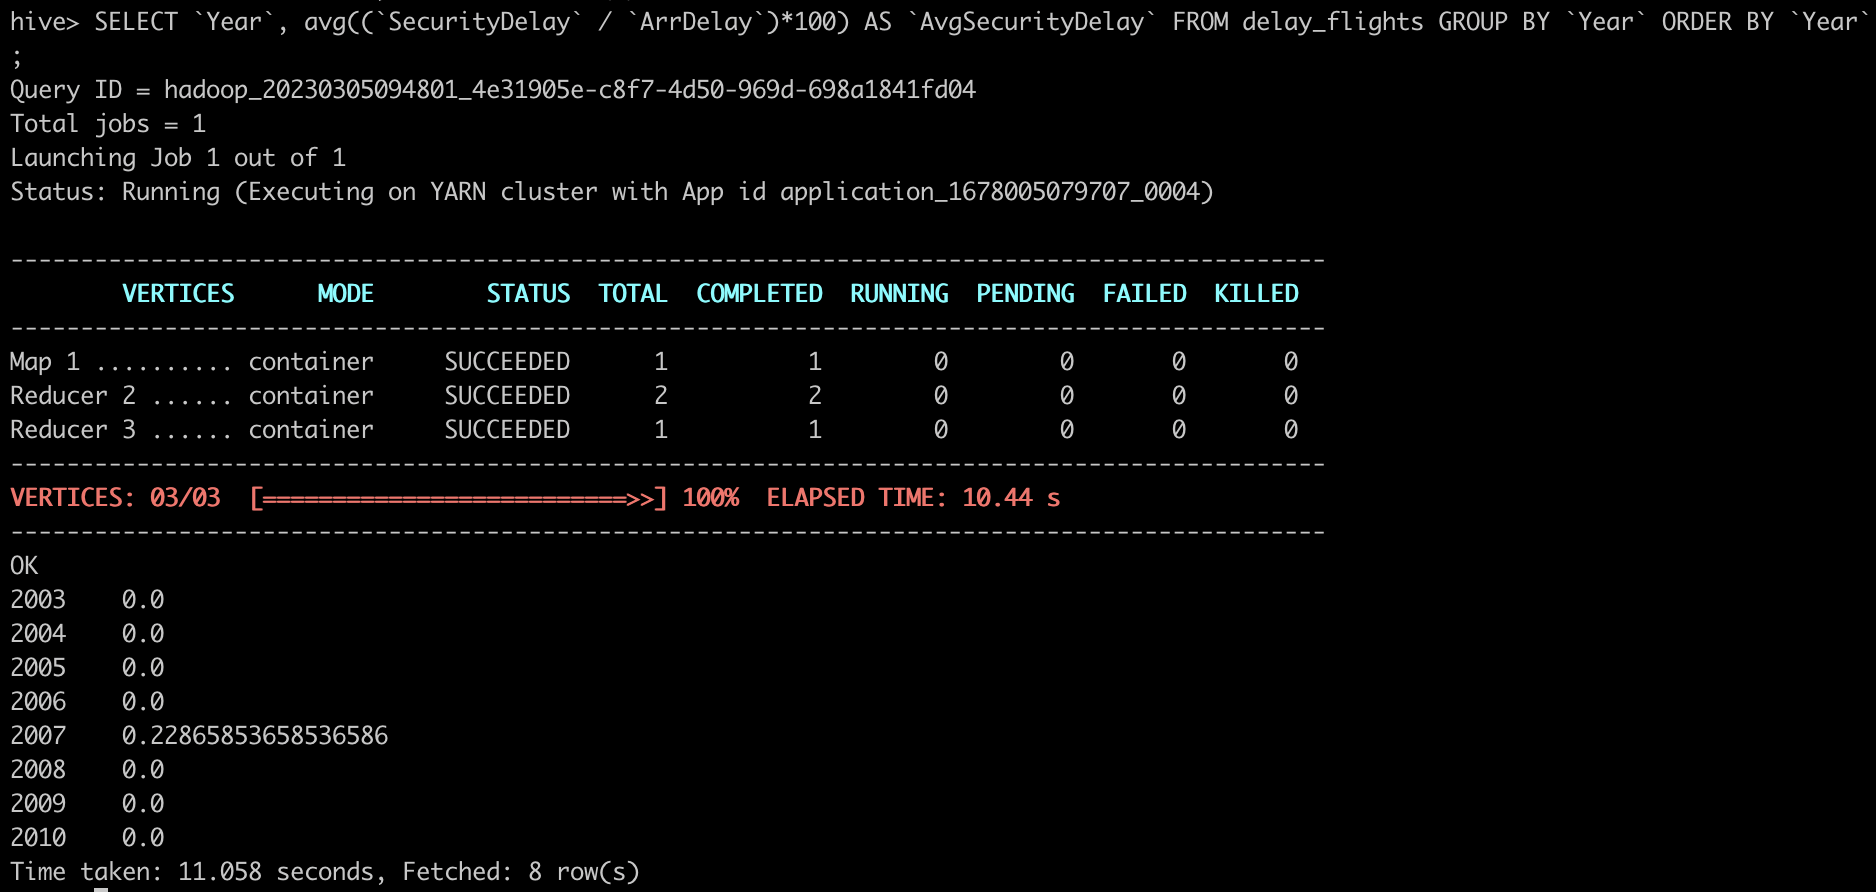 hive> SELECT `Year`, avg((`SecurityDelay` / `ArrDelay`)*100) AS `AvgSecurityDelay` FROM delay_flights GROUP BY `Year` ORDER BY `Year`
;
Query ID = hadoop_20230305094801_4e31905e-c8f7-4d50-969d-698a1841fd04
Total jobs = 1
Launching Job 1 out of 1
Status: Running (Executing on YARN cluster with App id application_1678005079707_0004)

----------------------------------------------------------------------------------------------
        VERTICES      MODE        STATUS  TOTAL  COMPLETED  RUNNING  PENDING  FAILED  KILLED
----------------------------------------------------------------------------------------------
Map 1 .......... container     SUCCEEDED      1          1        0        0       0       0
Reducer 2 ...... container     SUCCEEDED      2          2        0        0       0       0
Reducer 3 ...... container     SUCCEEDED      1          1        0        0       0       0
----------------------------------------------------------------------------------------------
VERTICES: 03/03  [==========================>>] 100%  ELAPSED TIME: 10.44 s
----------------------------------------------------------------------------------------------
OK
2003    0.0
2004    0.0
2005    0.0
2006    0.0
2007    0.22865853658536586
2008    0.0
2009    0.0
2010    0.0
Time taken: 11.058 seconds, Fetched: 8 row(s)